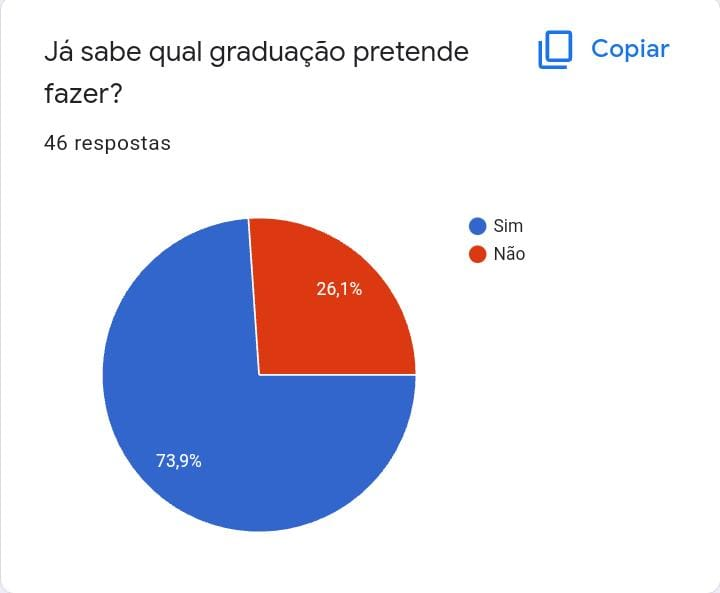 Já sabe qual graduação pretende
fazer?
Copiar
46 respostas
Sim
Não
26,1%
73,9%